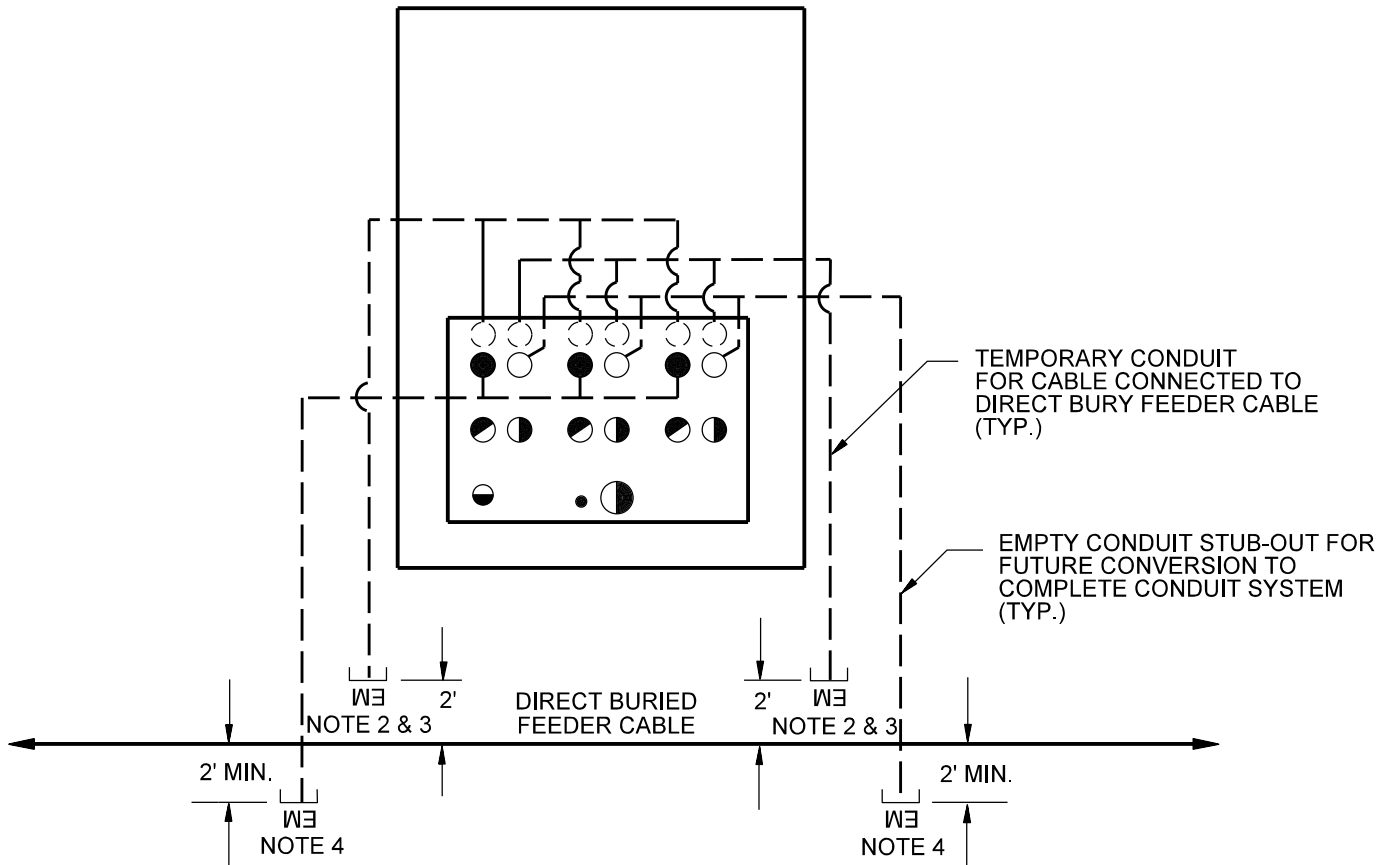 TEMPORARY CONDUIT
FOR CABLE CONNECTED TO
DIRECT BURY FEEDER CABLE
(TYP.)
EMPTY CONDUIT STUB-OUT FOR
FUTURE CONVERSION TO
COMPLETE CONDUIT SYSTEM
(TYP.)
EM
NOTE 2 & 3
2'
DIRECT BURIED
FEEDER CABLE
2'
EM
NOTE 2 & 3
2' MIN.
EM
NOTE 4
2' MIN.
EM
NOTE 4